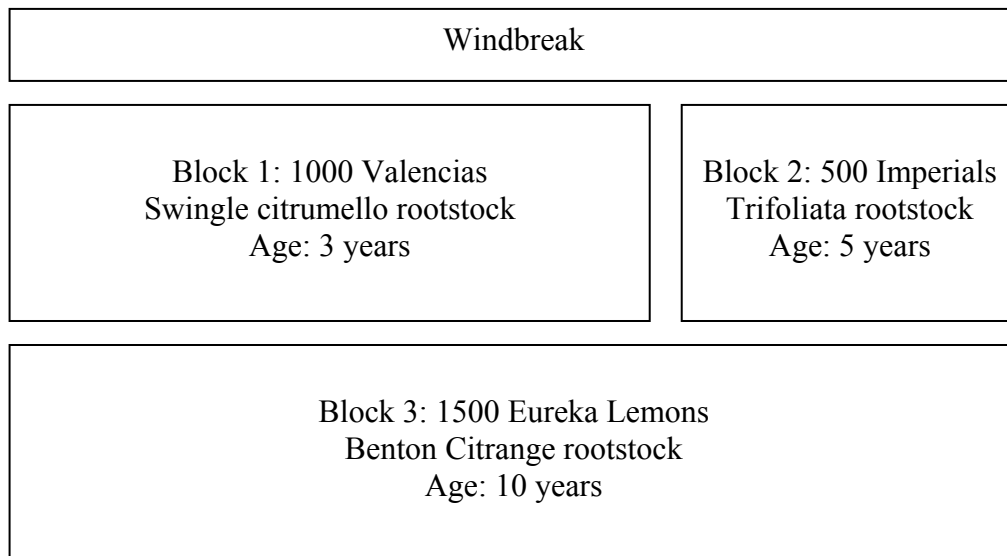 Windbreak
Block 1: 1000 Valencias
Swingle citrumello rootstock
Age: 3 years
Block 2: 500 Imperials
Trifoliata rootstock
Age: 5 years
Block 3: 1500 Eureka Lemons
Benton Citrange rootstock
Age: 10 years